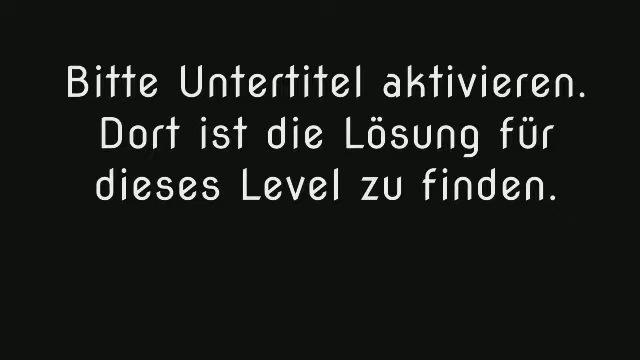 Bitte Untertitel aktivieren.
Dort ist die Lösung für
dieses Level zu finden.